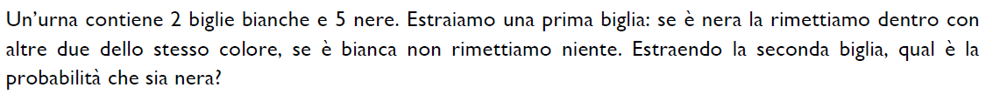 Un’urna contiene 2 biglie bianche e 5 nere. Estraiamo una prima biglia: se è nera la rimettiamo dentro con
altre due dello stesso colore, se è bianca non rimettiamo niente. Estraendo la seconda biglia, qual è la
probabilità che sia nera?